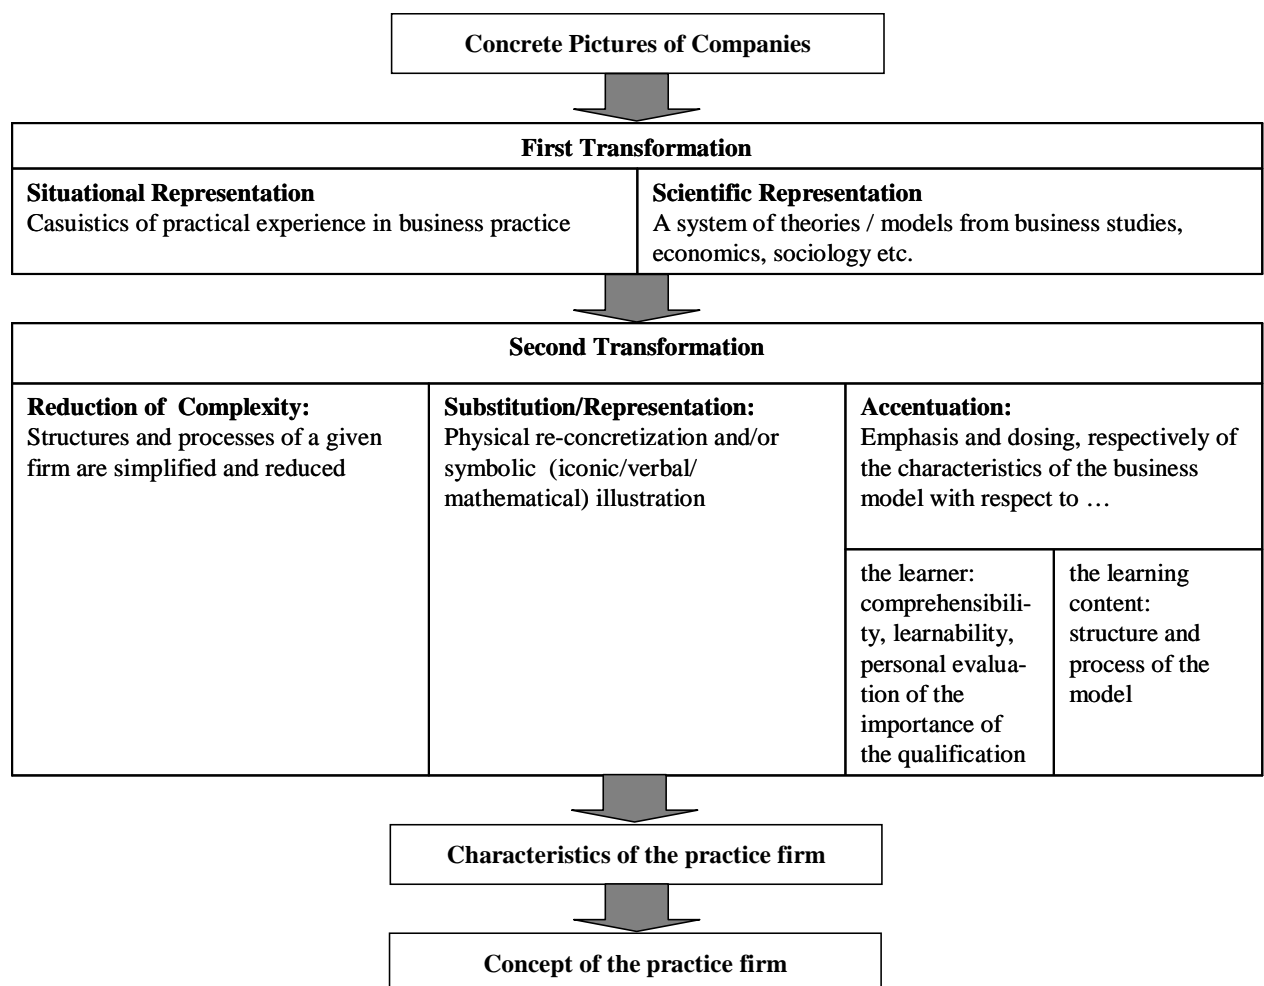 Concrete Pictures of Companies
First Transformation
Situational Representation
Casuistics of practical experience in business practice
Scientific Representation
A system of theories / models from business studies,
economics, sociology etc.
Second Transformation
Reduction of Complexity:
Structures and processes of a given
firm are simplified and reduced
Substitution/Representation:
Physical re-concretization and/or
symbolic (iconic/verbal/
mathematical) illustration
Accentuation:
Emphasis and dosing, respectively of
the characteristics of the business
model with respect to …
the learner:
comprehensibili-
ty, learnability,
personal evalua-
tion of the
importance of
the qualification
the learning
content:
structure and
process of the
model
Characteristics of the practice firm
Concept of the practice firm